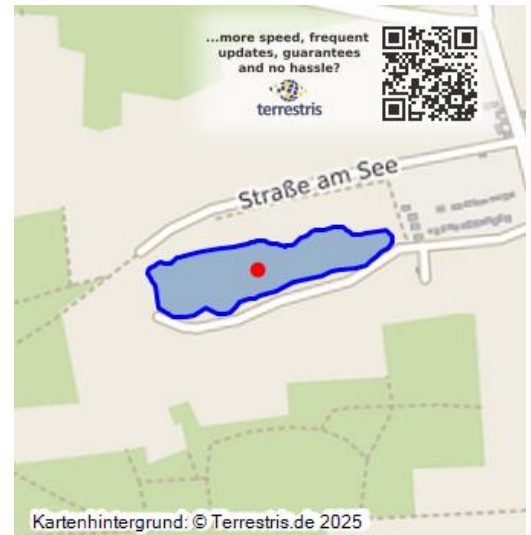 ...more speed, frequent
updates, guarantees
and no hassle?
terrestris
Straße am See
Kartenhintergrund: © Terrestris.de 2025